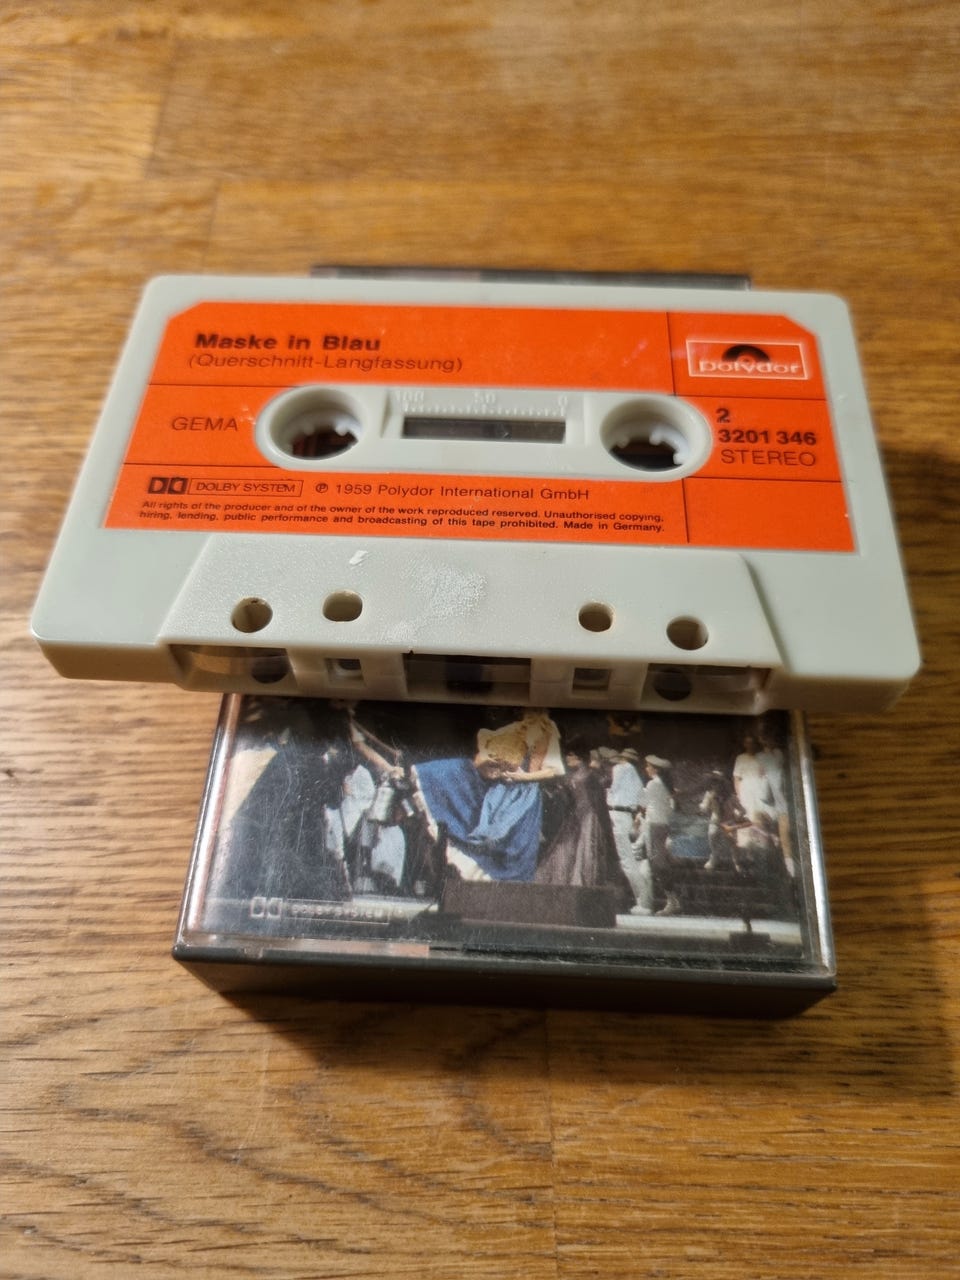 Maske in Blau
(Querschnitt-Langfassung)
polydor
GEMA
100 50 0
2
3201 346
STEREO
DOLBY SYSTEM
℗ 1959 Polydor International GmbH
All rights of the producer and of the owner of the work reproduced reserved. Unauthorised copying,
hiring, lending, public performance and broadcasting of this tape prohibited. Made in Germany.
DOLBY SYSTEM